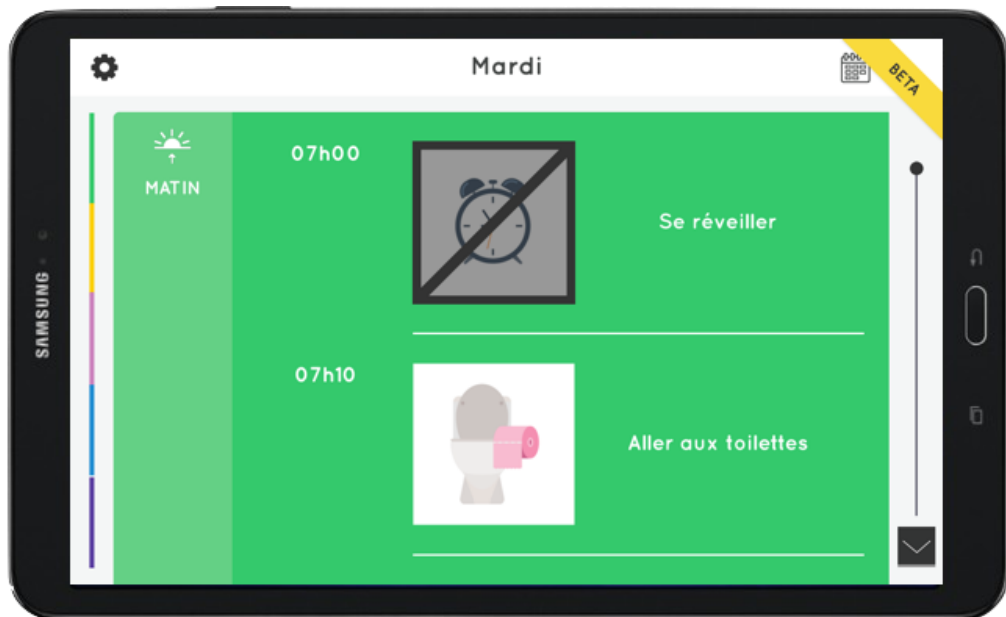 Mardi
BETA
MATIN
07h00
Se réveiller
07h10
Aller aux toilettes
SAMSUNG